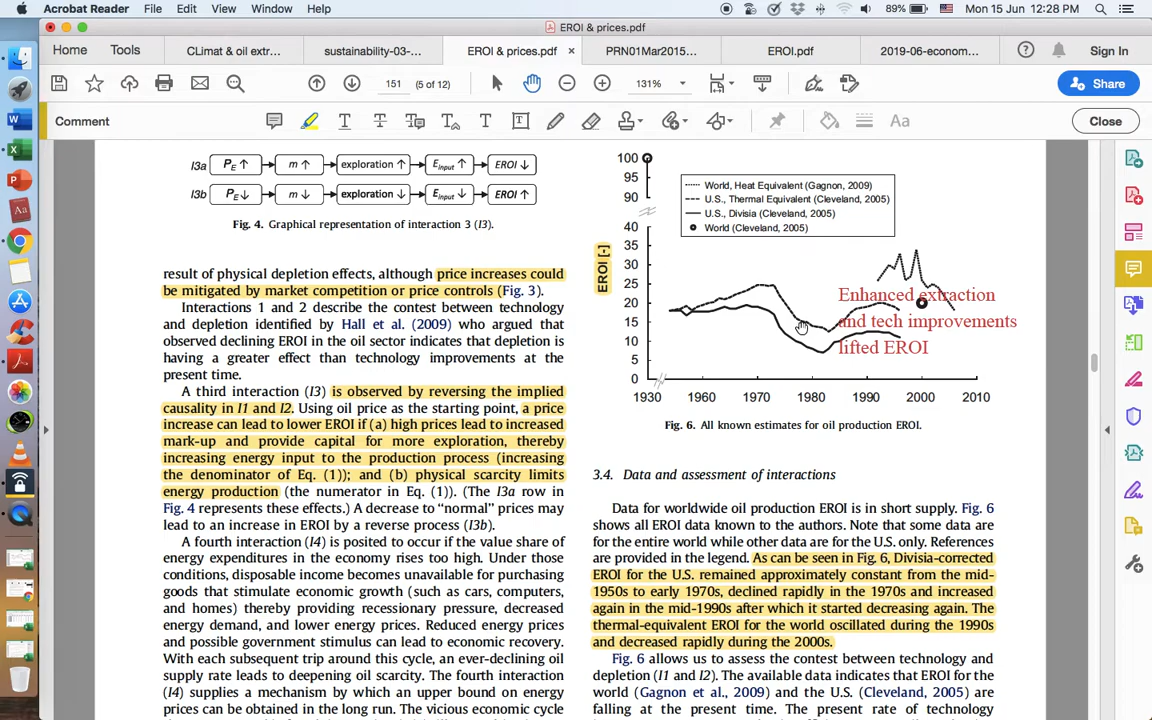 Acrobat Reader File Edit View Window Help 89% Mon 15 Jun 12:28 PM
EROI & prices.pdf
Home Tools CLimat & oil extr... sustainability-03-... EROI & prices.pdf × PRN01Mar2015... EROI.pdf 2019-06-econom... Sign In
151 (5 of 12) 131% Share
Comment Aa Close
I3a PE↑ m↑ exploration↑ Einput↑ EROI↓
I3b PE↓ m↓ exploration↓ Einput↓ EROI↑
Fig. 4. Graphical representation of interaction 3 (I3).
result of physical depletion effects, although price increases could
be mitigated by market competition or price controls (Fig. 3).
Interactions 1 and 2 describe the contest between technology
and depletion identified by Hall et al. (2009) who argued that
observed declining EROI in the oil sector indicates that depletion is
having a greater effect than technology improvements at the
present time.
A third interaction (I3) is observed by reversing the implied
causality in I1 and I2. Using oil price as the starting point, a price
increase can lead to lower EROI if (a) high prices lead to increased
mark-up and provide capital for more exploration, thereby
increasing energy input to the production process (increasing
the denominator of Eq. (1)); and (b) physical scarcity limits
energy production (the numerator in Eq. (1)). (The I3a row in
Fig. 4 represents these effects.) A decrease to “normal” prices may
lead to an increase in EROI by a reverse process (I3b).
A fourth interaction (I4) is posited to occur if the value share of
energy expenditures in the economy rises too high. Under those
conditions, disposable income becomes unavailable for purchasing
goods that stimulate economic growth (such as cars, computers,
and homes) thereby providing recessionary pressure, decreased
energy demand, and lower energy prices. Reduced energy prices
and possible government stimulus can lead to economic recovery.
With each subsequent trip around this cycle, an ever-declining oil
supply rate leads to deepening oil scarcity. The fourth interaction
(I4) supplies a mechanism by which an upper bound on energy
prices can be obtained in the long run. The vicious economic cycle
100
95
90
40
35
30
25
20
15
10
5
0
EROI [-]
World, Heat Equivalent (Gagnon, 2009)
U.S., Thermal Equivalent (Cleveland, 2005)
U.S., Divisia (Cleveland, 2005)
World (Cleveland, 2005)
Enhanced extraction
and tech improvements
lifted EROI
1930 1960 1970 1980 1990 2000 2010
Fig. 6. All known estimates for oil production EROI.
3.4. Data and assessment of interactions
Data for worldwide oil production EROI is in short supply. Fig. 6
shows all EROI data known to the authors. Note that some data are
for the entire world while other data are for the U.S. only. References
are provided in the legend. As can be seen in Fig. 6, Divisia-corrected
EROI for the U.S. remained approximately constant from the mid-
1950s to early 1970s, declined rapidly in the 1970s and increased
again in the mid-1990s after which it started decreasing again. The
thermal-equivalent EROI for the world oscillated during the 1990s
and decreased rapidly during the 2000s.
Fig. 6 allows us to assess the contest between technology and
depletion (I1 and I2). The available data indicates that EROI for the
world (Gagnon et al., 2009) and the U.S. (Cleveland, 2005) are
falling at the present time. The present rate of technology